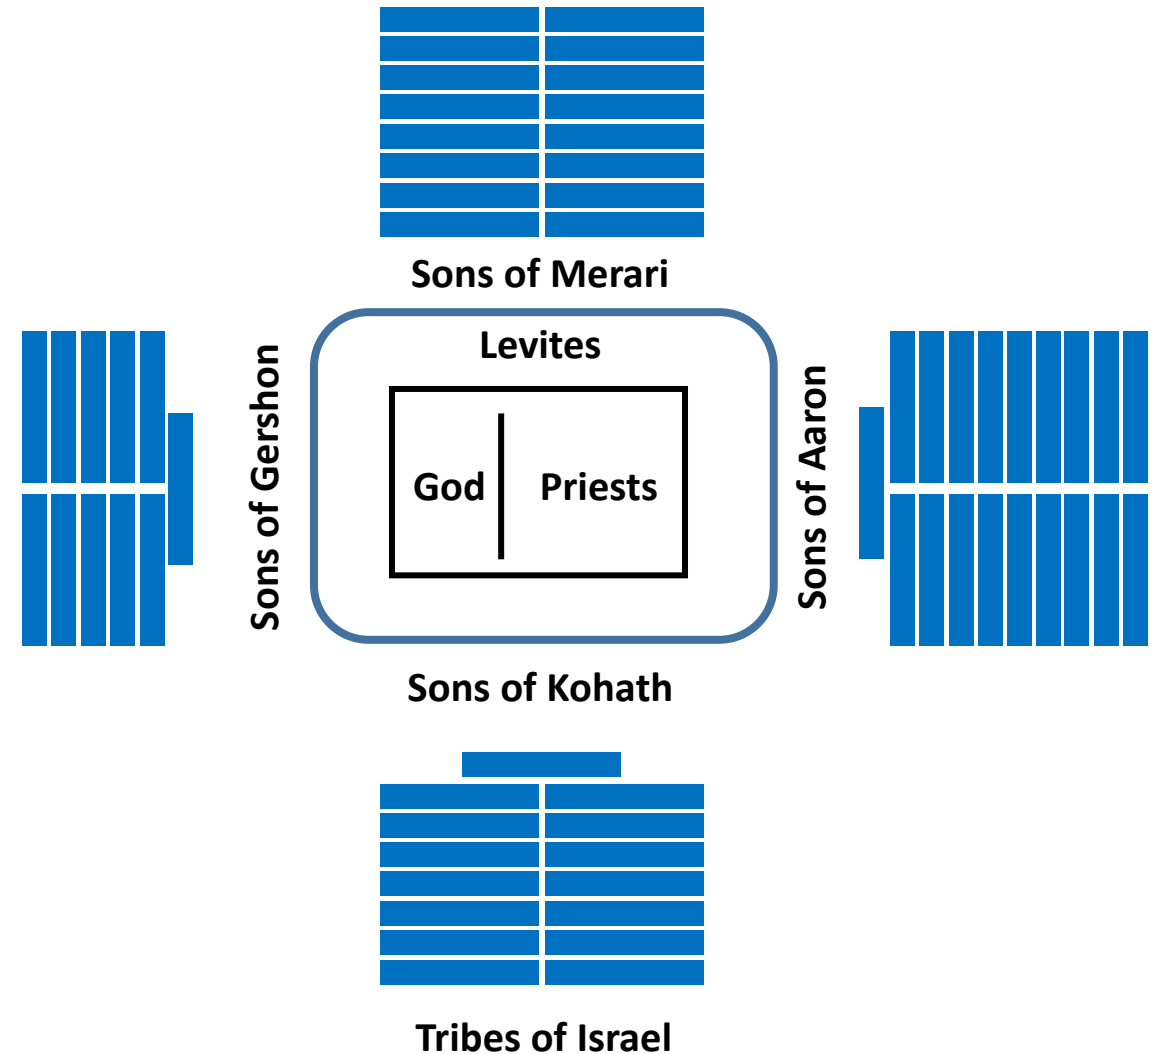 Sons of Merari
Levites
Sons of Gershon
God
Priests
Sons of Aaron
Sons of Kohath
Tribes of Israel